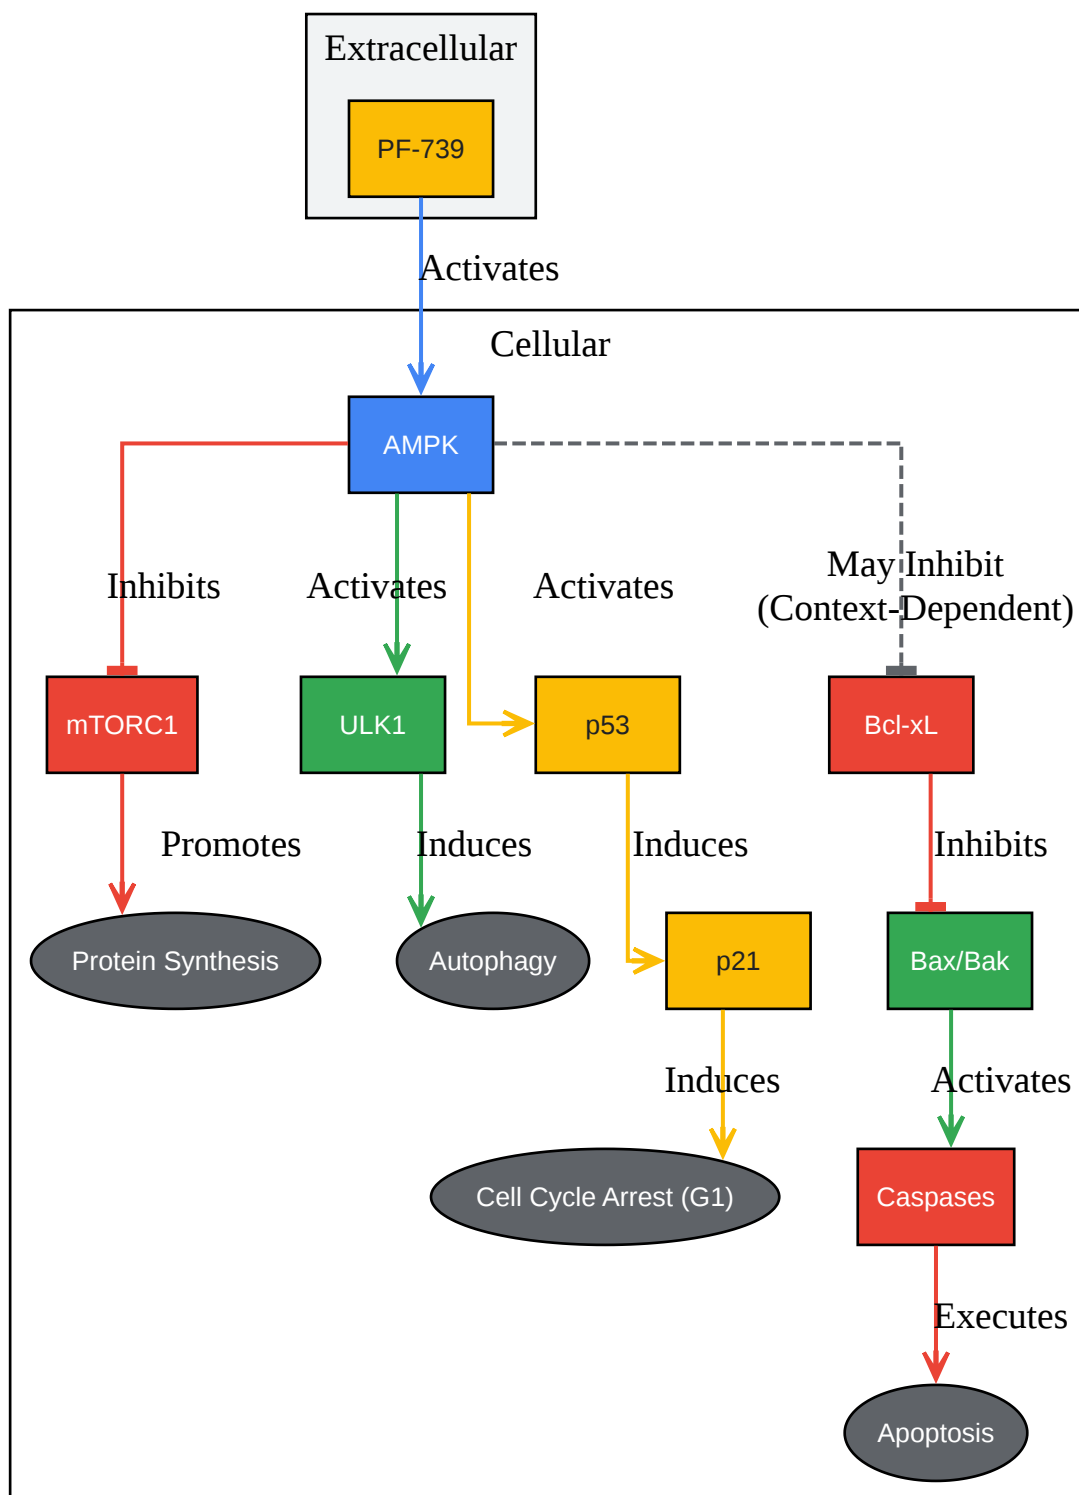 Extracellular
PF-739
Activates
Cellular
AMPK
Inhibits
Activates
Activates
May Inhibit
(Context-Dependent)
mTORC1
ULK1
p53
Bcl-xL
Promotes
Induces
Induces
Inhibits
Protein Synthesis
Autophagy
p21
Bax/Bak
Induces
Activates
Cell Cycle Arrest (G1)
Caspases
Executes
Apoptosis